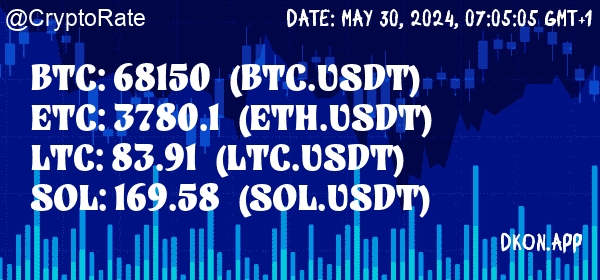 @CryptoRate
DATE: MAY 30, 2024, 07:05:05 GMT+1
BTC: 68150 (BTC.USDT)
ETC: 3780.1 (ETH.USDT)
LTC: 83.91 (LTC.USDT)
SOL: 169.58 (SOL.USDT)
DKON.APP